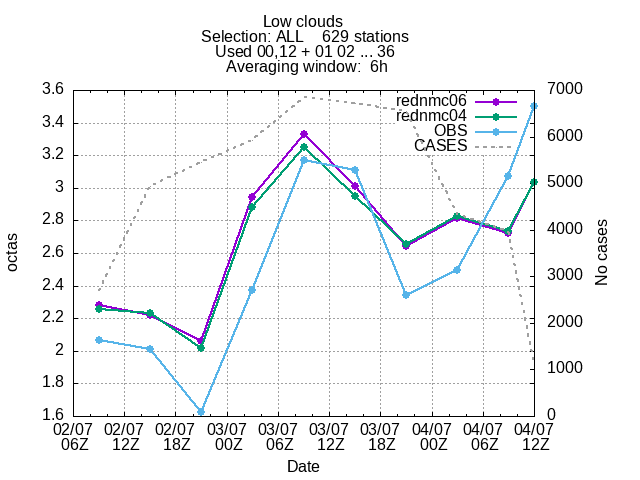 Low clouds
Selection: ALL    629 stations
Used 00,12 + 01 02 ... 36
Averaging window:  6h
3.6
3.4
3.2
3
2.8
2.6
2.4
2.2
2
1.8
1.6
7000
6000
5000
4000
3000
2000
1000
0
rednmc06
rednmc04
OBS
CASES
octas
No cases
02/07 02/07 02/07 03/07 03/07 03/07 03/07 04/07 04/07 04/07
06Z 12Z 18Z 00Z 06Z 12Z 18Z 00Z 06Z 12Z
Date